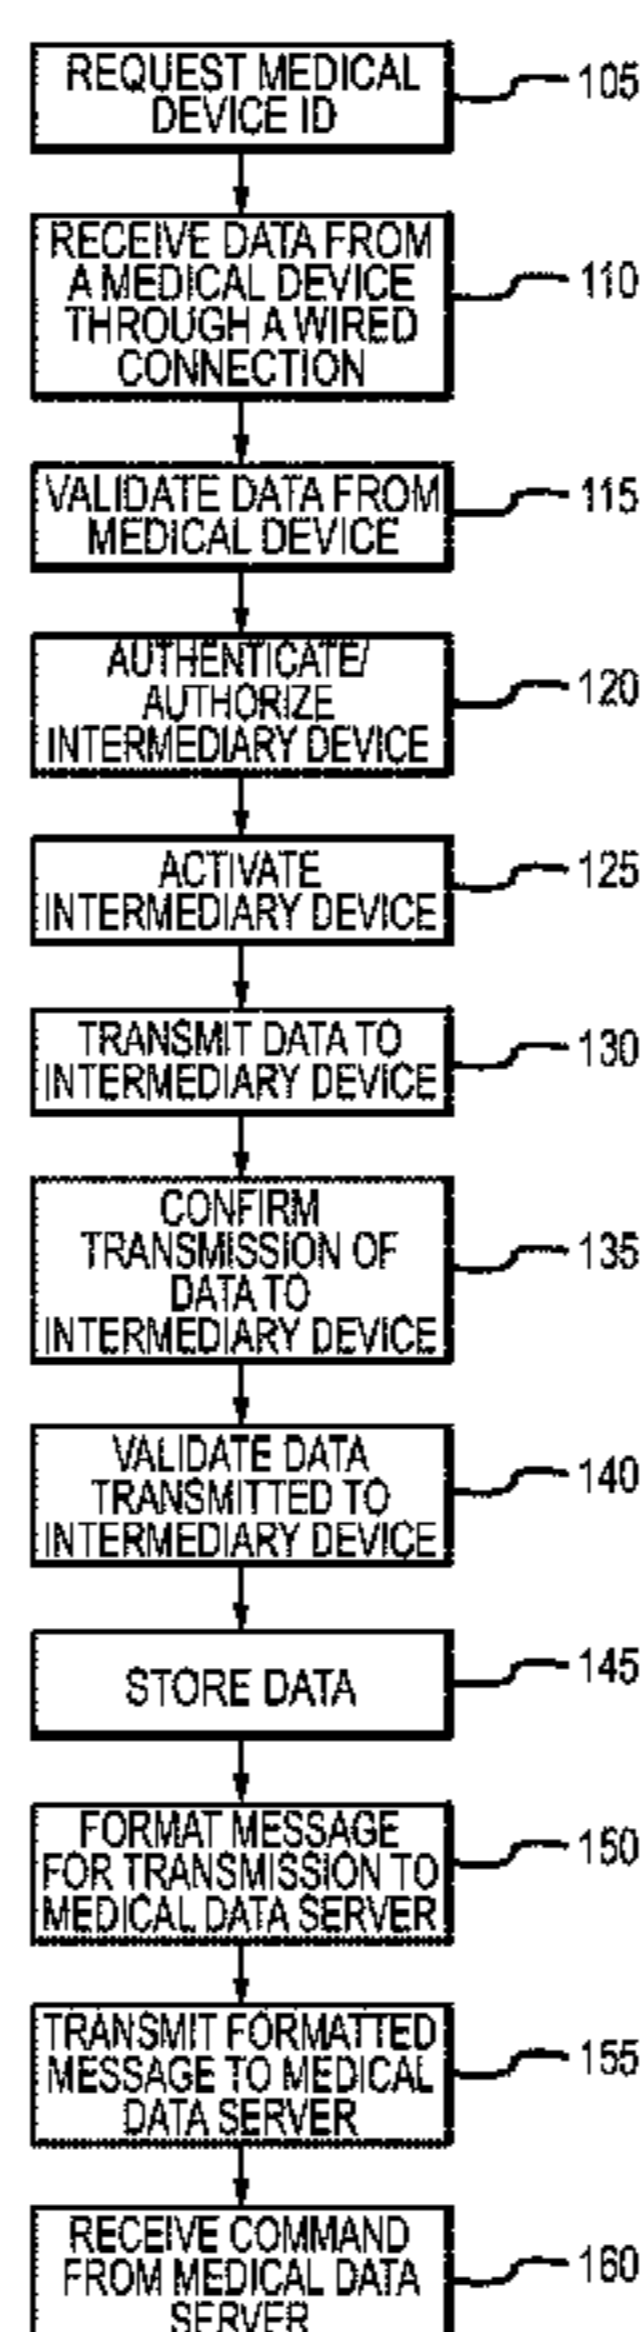 REQUEST MEDICAL
DEVICE ID
105
RECEIVE DATA FROM
A MEDICAL DEVICE
THROUGH A WIRED
CONNECTION
110
VALIDATE DATA FROM
MEDICAL DEVICE
115
AUTHENTICATE/
AUTHORIZE
INTERMEDIARY DEVICE
120
ACTIVATE
INTERMEDIARY DEVICE
125
TRANSMIT DATA TO
INTERMEDIARY DEVICE
130
CONFIRM
TRANSMISSION OF
DATA TO
INTERMEDIARY DEVICE
135
VALIDATE DATA
TRANSMITTED TO
INTERMEDIARY DEVICE
140
STORE DATA
145
FORMAT MESSAGE
FOR TRANSMISSION TO
MEDICAL DATA SERVER
150
TRANSMIT FORMATTED
MESSAGE TO MEDICAL
DATA SERVER
155
RECEIVE COMMAND
FROM MEDICAL DATA
SERVER
160